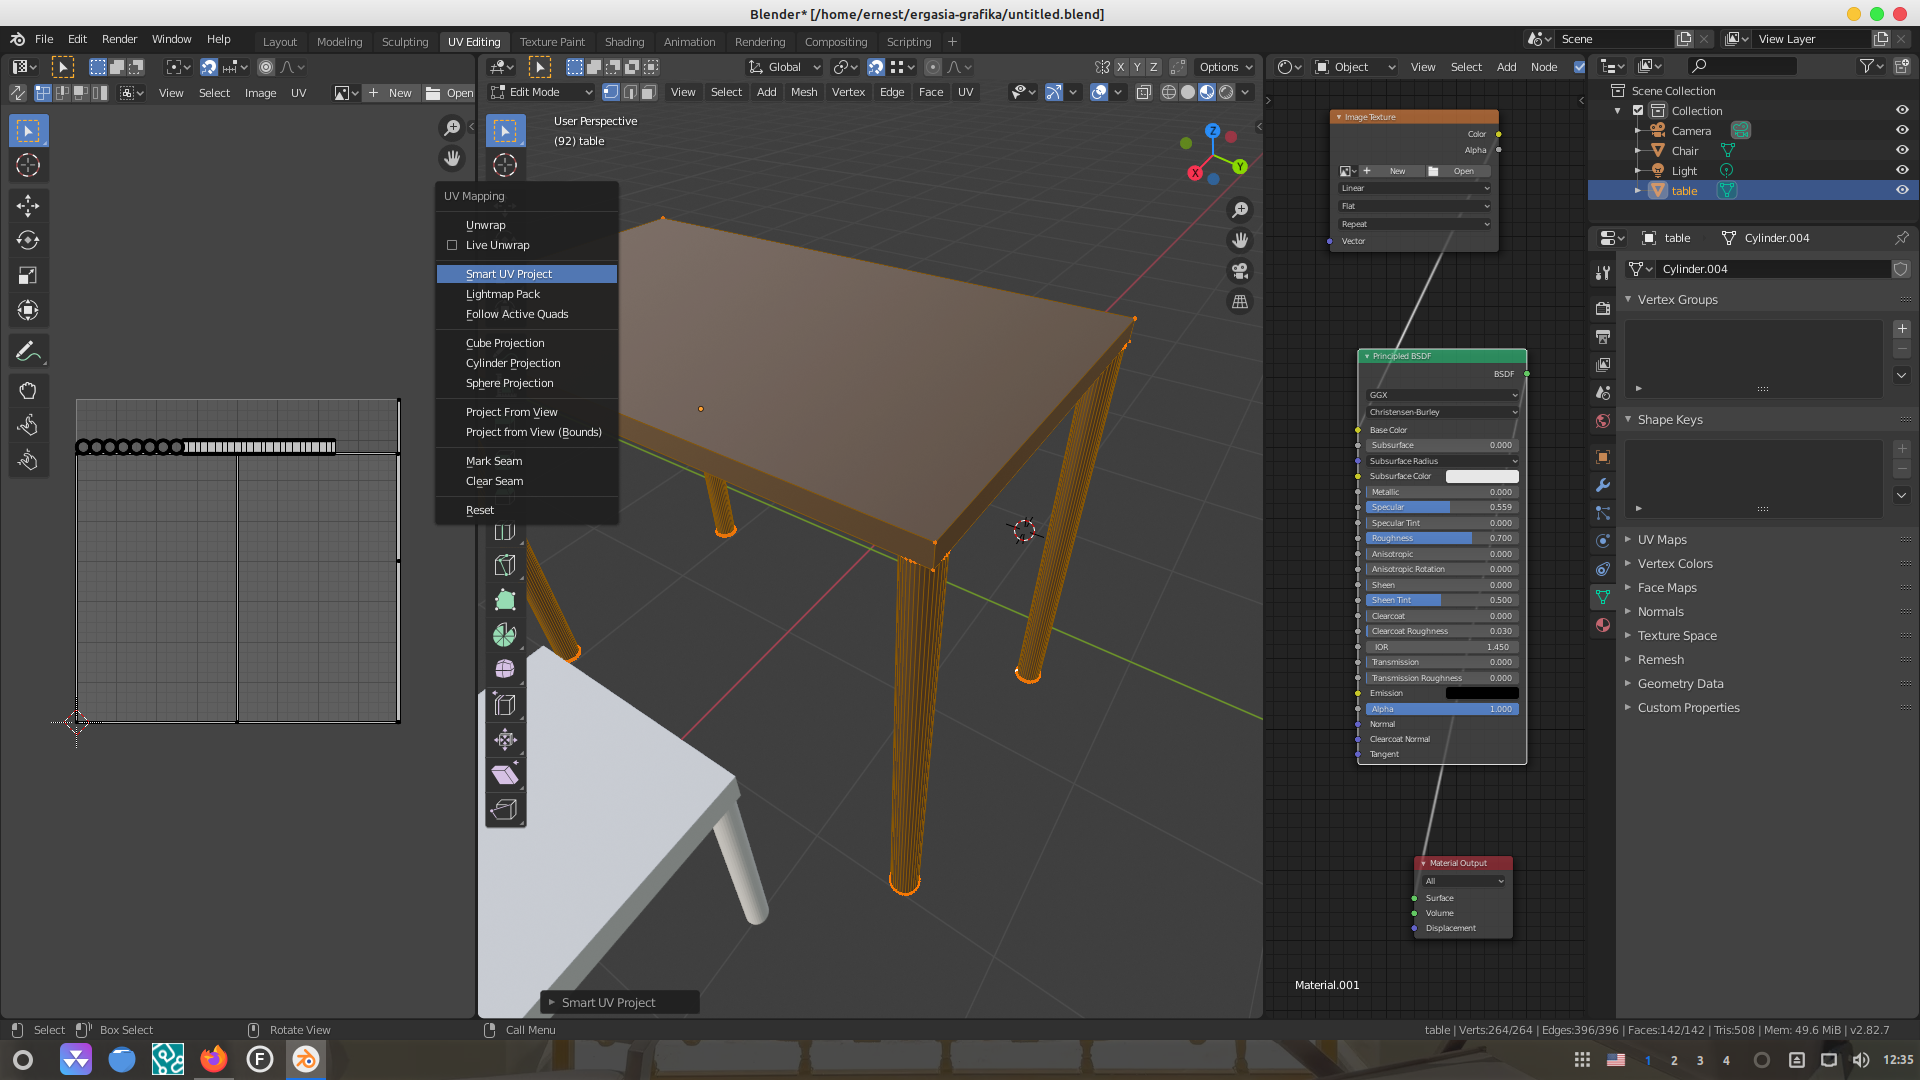 Blender* [/home/ernest/ergasia-grafika/untitled.blend]
File Edit Render Window Help
Layout Modeling Sculpting UV Editing Texture Paint Shading Animation Rendering Compositing Scripting +
Scene
View Layer
Global
X Y Z
Options
Object View Select Add Node
View Select Image UV
+ New
Open
Edit Mode
View Select Add Mesh Vertex Edge Face UV
User Perspective
(92) table
Z
Y
X
UV Mapping
Unwrap
Live Unwrap
Smart UV Project
Lightmap Pack
Follow Active Quads
Cube Projection
Cylinder Projection
Sphere Projection
Project From View
Project from View (Bounds)
Mark Seam
Clear Seam
Reset
Smart UV Project
Image Texture
Color
Alpha
+ New Open
Linear
Flat
Repeat
Vector
Principled BSDF
BSDF
GGX
Christensen-Burley
Base Color
Subsurface 0.000
Subsurface Radius
Subsurface Color
Metallic 0.000
Specular 0.559
Specular Tint 0.000
Roughness 0.700
Anisotropic 0.000
Anisotropic Rotation 0.000
Sheen 0.000
Sheen Tint 0.500
Clearcoat 0.000
Clearcoat Roughness 0.030
IOR 1.450
Transmission 0.000
Transmission Roughness 0.000
Emission
Alpha 1.000
Normal
Clearcoat Normal
Tangent
Material Output
All
Surface
Volume
Displacement
Material.001
Scene Collection
Collection
Camera
Chair
Light
table
table Cylinder.004
Cylinder.004
Vertex Groups
Shape Keys
UV Maps
Vertex Colors
Face Maps
Normals
Texture Space
Remesh
Geometry Data
Custom Properties
Select Box Select Rotate View Call Menu
table | Verts:264/264 | Edges:396/396 | Faces:142/142 | Tris:508 | Mem: 49.6 MiB | v2.82.7
F
1 2 3 4
12:35